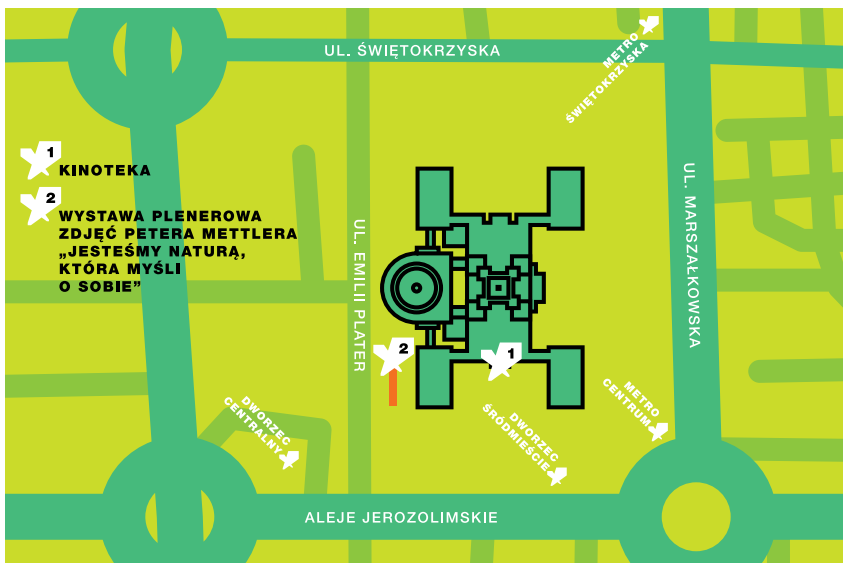 UL. ŚWIĘTOKRZYSKA
METRO
ŚWIĘTOKRZYSKA
1
KINOTEKA
2
WYSTAWA PLENEROWA
ZDJĘĆ PETERA METTLERA
„JESTEŚMY NATURĄ,
KTÓRA MYŚLI
O SOBIE”
UL. EMILII PLATER
UL. MARSZAŁKOWSKA
2
1
DWORZEC
CENTRALNY
DWORZEC
ŚRÓDMIEŚCIE
METRO
CENTRUM
ALEJE JEROZOLIMSKIE